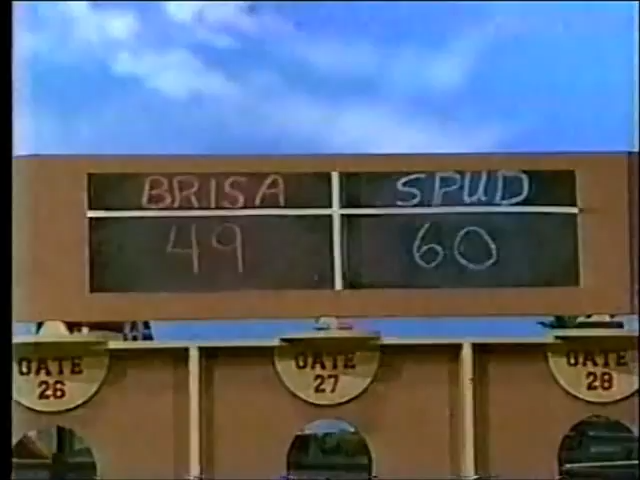 BRISA SPUD
49 60
GATE 26
GATE 27
GATE 28